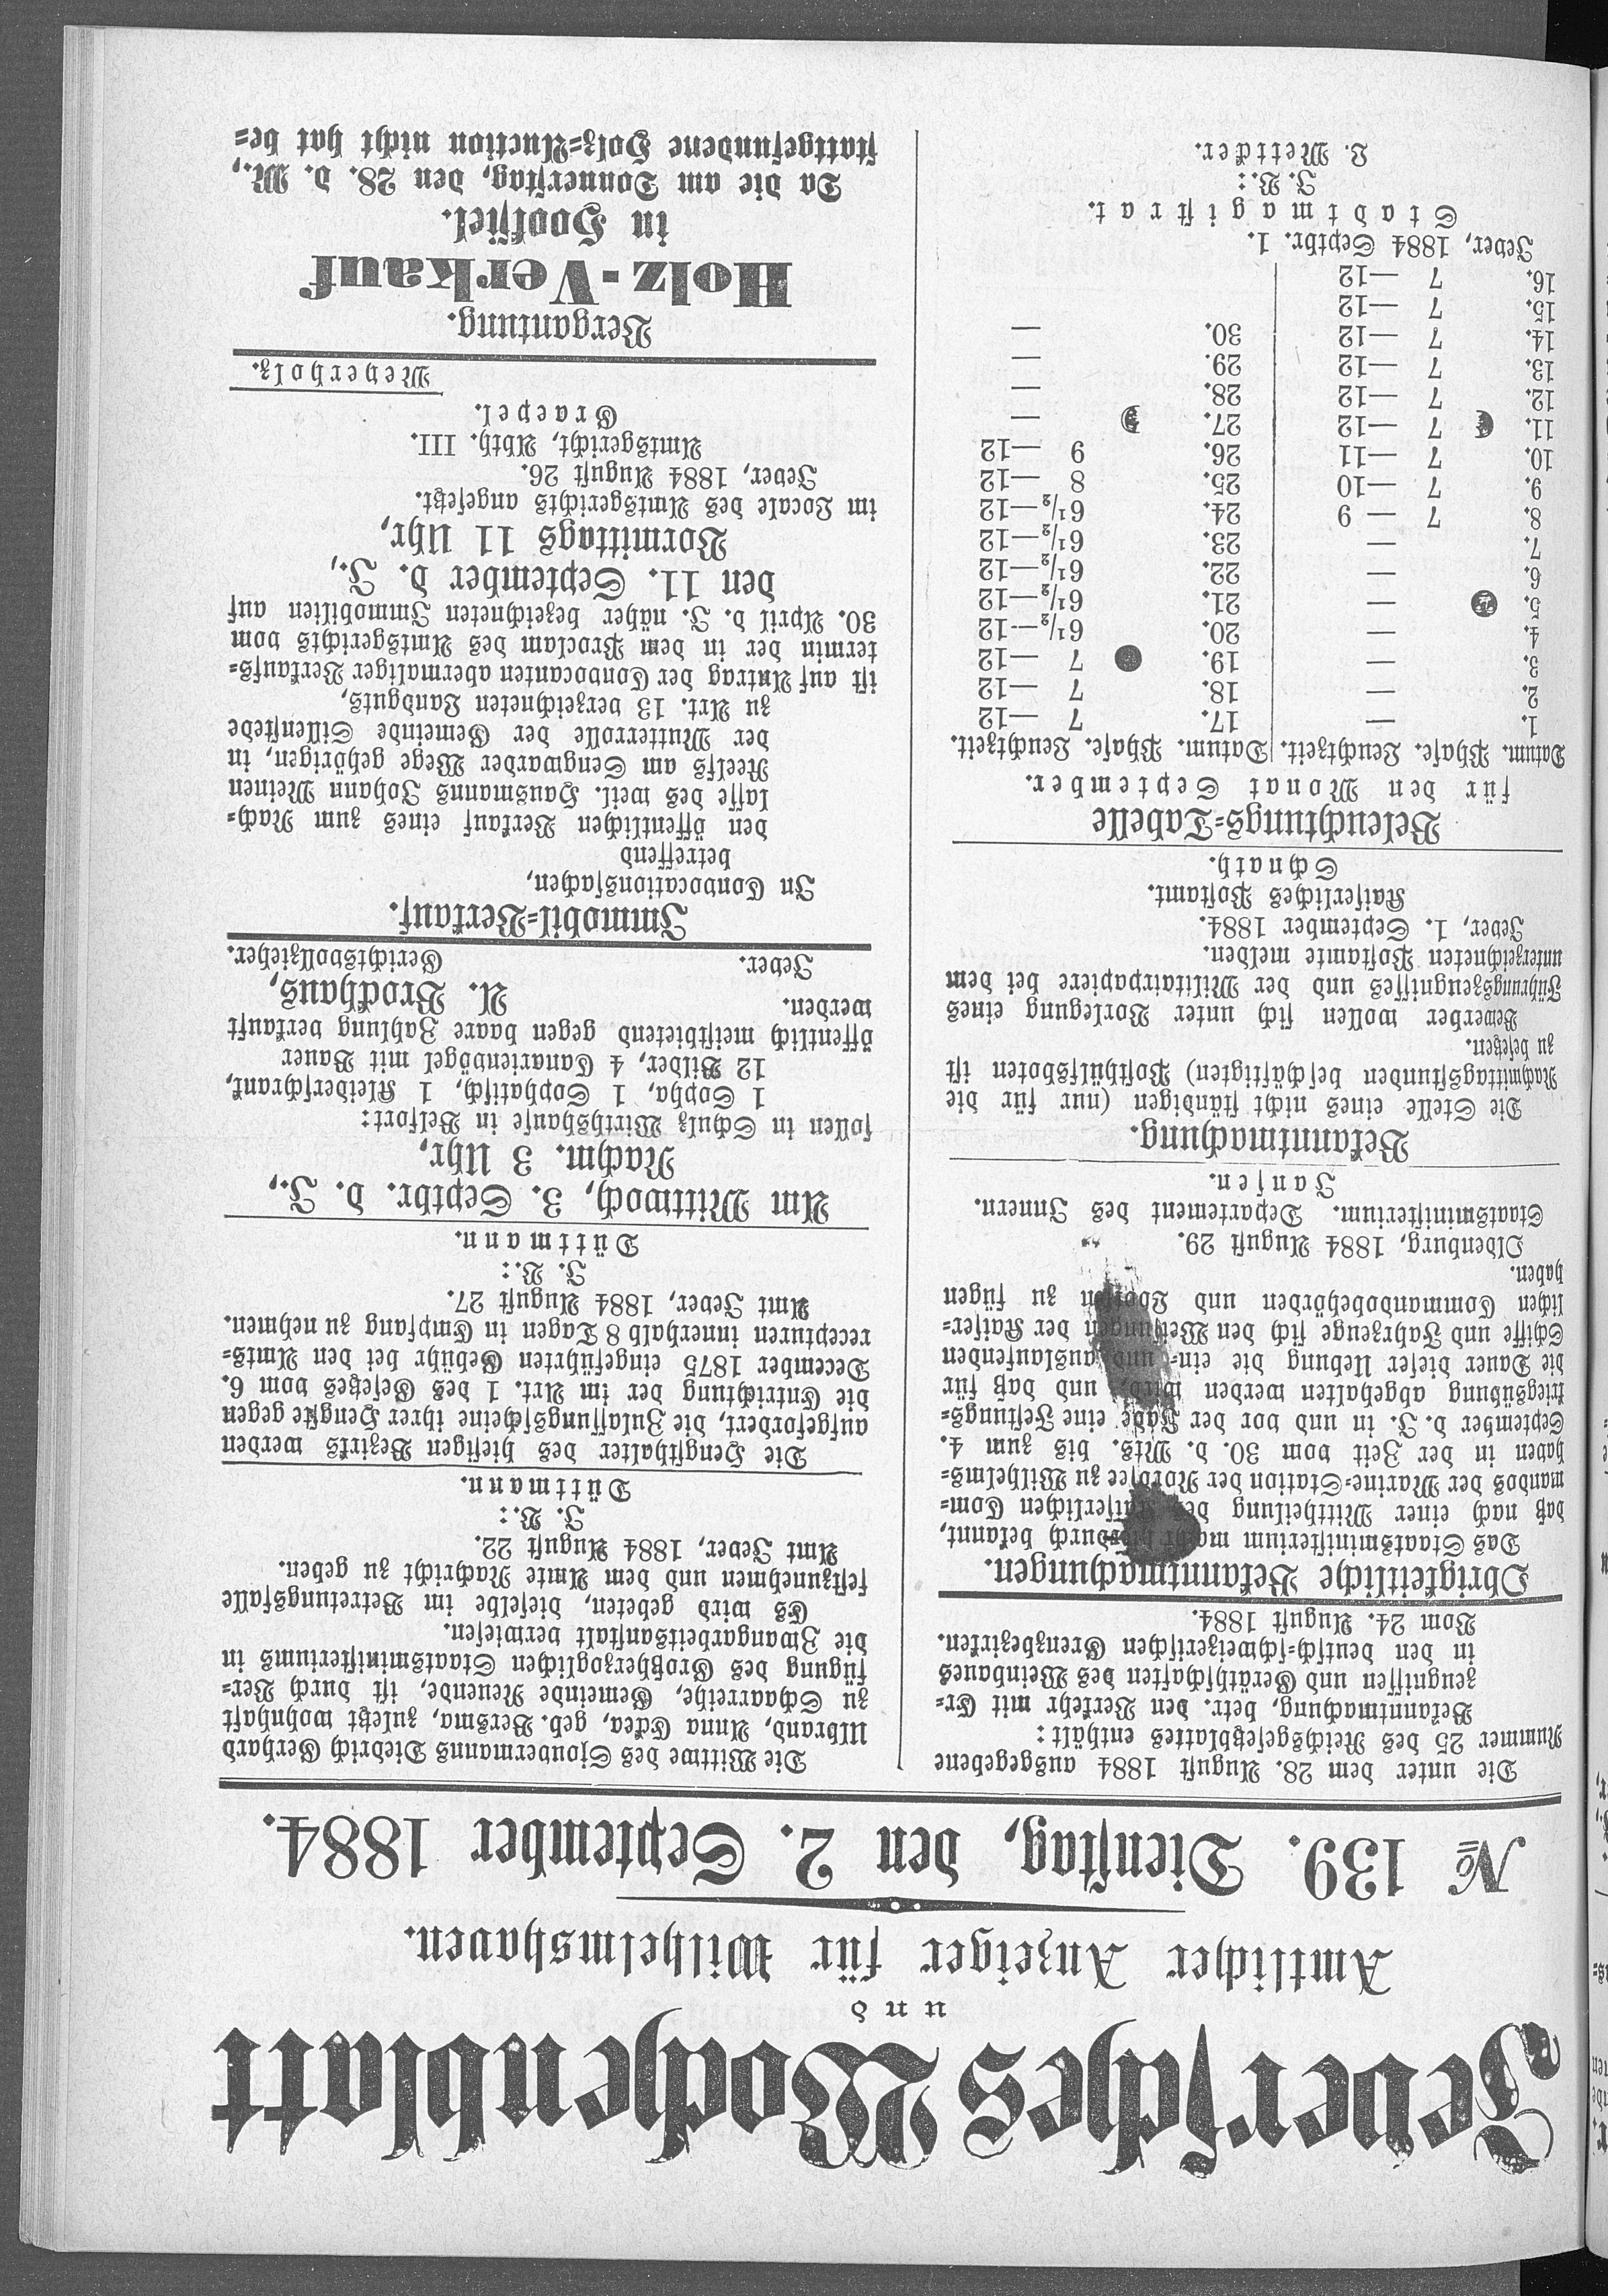 Jeversches Wochenblatt
und
Amtlicher Anzeiger für Wilhelmshaven.
№ 139. Dienstag, den 2. September 1884.
Die unter dem 28. August 1884 ausgegebene
Nummer 25 des Reichsgesetzblattes enthält:
Bekanntmachung, betr. den Verkehr mit Er-
zeugnissen und Geräthschaften des Weinbaues
in den deutsch-schweizerischen Grenzbezirken.
Vom 24. August 1884.
Obrigkeitliche Bekanntmachungen.
Das Staatsministerium macht hierdurch bekannt,
daß nach einer Mittheilung des Kaiserlichen Com-
mandos der Marine-Station der Nordsee zu Wilhelms-
haven in der Zeit vom 30. d. Mts. bis zum 4.
September d. J. in und vor der Jade eine Festungs-
kriegsübung abgehalten werden wird, und daß für
die Dauer dieser Uebung die ein- und auslaufenden
Schiffe und Fahrzeuge sich den Weisungen der Kaiser-
lichen Commandobehörden und Lootsen zu fügen
haben.
Oldenburg, 1884 August 29.
Staatsministerium. Departement des Innern.
Jansen.
Bekanntmachung.
Die Stelle eines nicht ständigen (nur für die
Nachmittagsstunden beschäftigten) Posthülfsboten ist
zu besetzen.
Bewerber wollen sich unter Vorlegung eines
Führungszeugnisses und der Militairpapiere bei dem
unterzeichneten Postamte melden.
Jever, 1. September 1884.
Kaiserliches Postamt.
Schnath.
Beleuchtungs-Tabelle
für den Monat September.
Datum. Phase. Leuchtzeit. Datum. Phase. Leuchtzeit.
1. — 17. 7 —12
2. — 18. 7 —12
3. — 19. ● 7 —12
4. — 20. 6½—12
5. — 21. 6½—12
6. — 22. 6½—12
7. — 23. 6½—12
8. 7 — 9 24. 6½—12
9. 7 —10 25. 8 —12
10. 7 —11 26. 9 —12
11. ☾ 7 —12 27. ☽ —
12. 7 —12 28. —
13. 7 —12 29. —
14. 7 —12 30. —
15. 7 —12
16. 7 —12
Jever, 1884 Septbr. 1.
Stadtmagistrat.
J. V.:
L. Mettcker.
Die Wittwe des Sjoubermanns Diedrich Gerhard
Albrand, Anna Edea, geb. Bersma, zuletzt wohnhaft
zu Schaarreihe, Gemeinde Neuende, ist durch Ver-
fügung des Großherzoglichen Staatsministeriums in
die Zwangarbeitsanstalt verwiesen.
Es wird gebeten, dieselbe im Betretungsfalle
festzunehmen und dem Amte Nachricht zu geben.
Amt Jever, 1884 August 22.
J. V.:
Düttmann.
Die Hengsthalter des hiesigen Bezirks werden
aufgefordert, die Zulassungsscheine ihrer Hengste gegen
die Entrichtung der im Art. 1 des Gesetzes vom 6.
December 1875 eingeführten Gebühr bei den Amts-
recepturen innerhalb 8 Tagen in Empfang zu nehmen.
Amt Jever, 1884 August 27.
J. V.:
Düttmann.
Am Mittwoch, 3. Septbr. d. J.,
Nachm. 3 Uhr,
sollen in Schulz Wirthshause in Belfort:
1 Sopha, 1 Sophatisch, 1 Kleiderschrank,
12 Bilder, 4 Canarienvögel mit Bauer
öffentlich meistbietend gegen baare Zahlung verkauft
werden. A. Brockhaus,
Jever. Gerichtsvollzieher.
Immobil-Verkauf.
In Convocationssachen,
betreffend
den öffentlichen Verkauf eines zum Nach-
lasse des weil. Hausmanns Johann Meinen
Reelfs am Sengwarder Wege gehörigen, in
der Mutterrolle der Gemeinde Sillenstede
zu Art. 13 verzeichneten Landguts,
ist auf Antrag der Convocanten abermaliger Verkaufs-
termin der in dem Proclam des Amtsgerichts vom
30. April d. J. näher bezeichneten Immobilien auf
den 11. September d. J.,
Vormittags 11 Uhr,
im Locale des Amtsgerichts angesetzt.
Jever, 1884 August 26.
Amtsgericht, Abth. III.
Graepel.
Meyerholz.
Vergantung.
Holz-Verkauf
in Hooksiel.
Da die am Donnerstag, den 28. d. M.,
stattgefundene Holz-Auction nicht hat be-